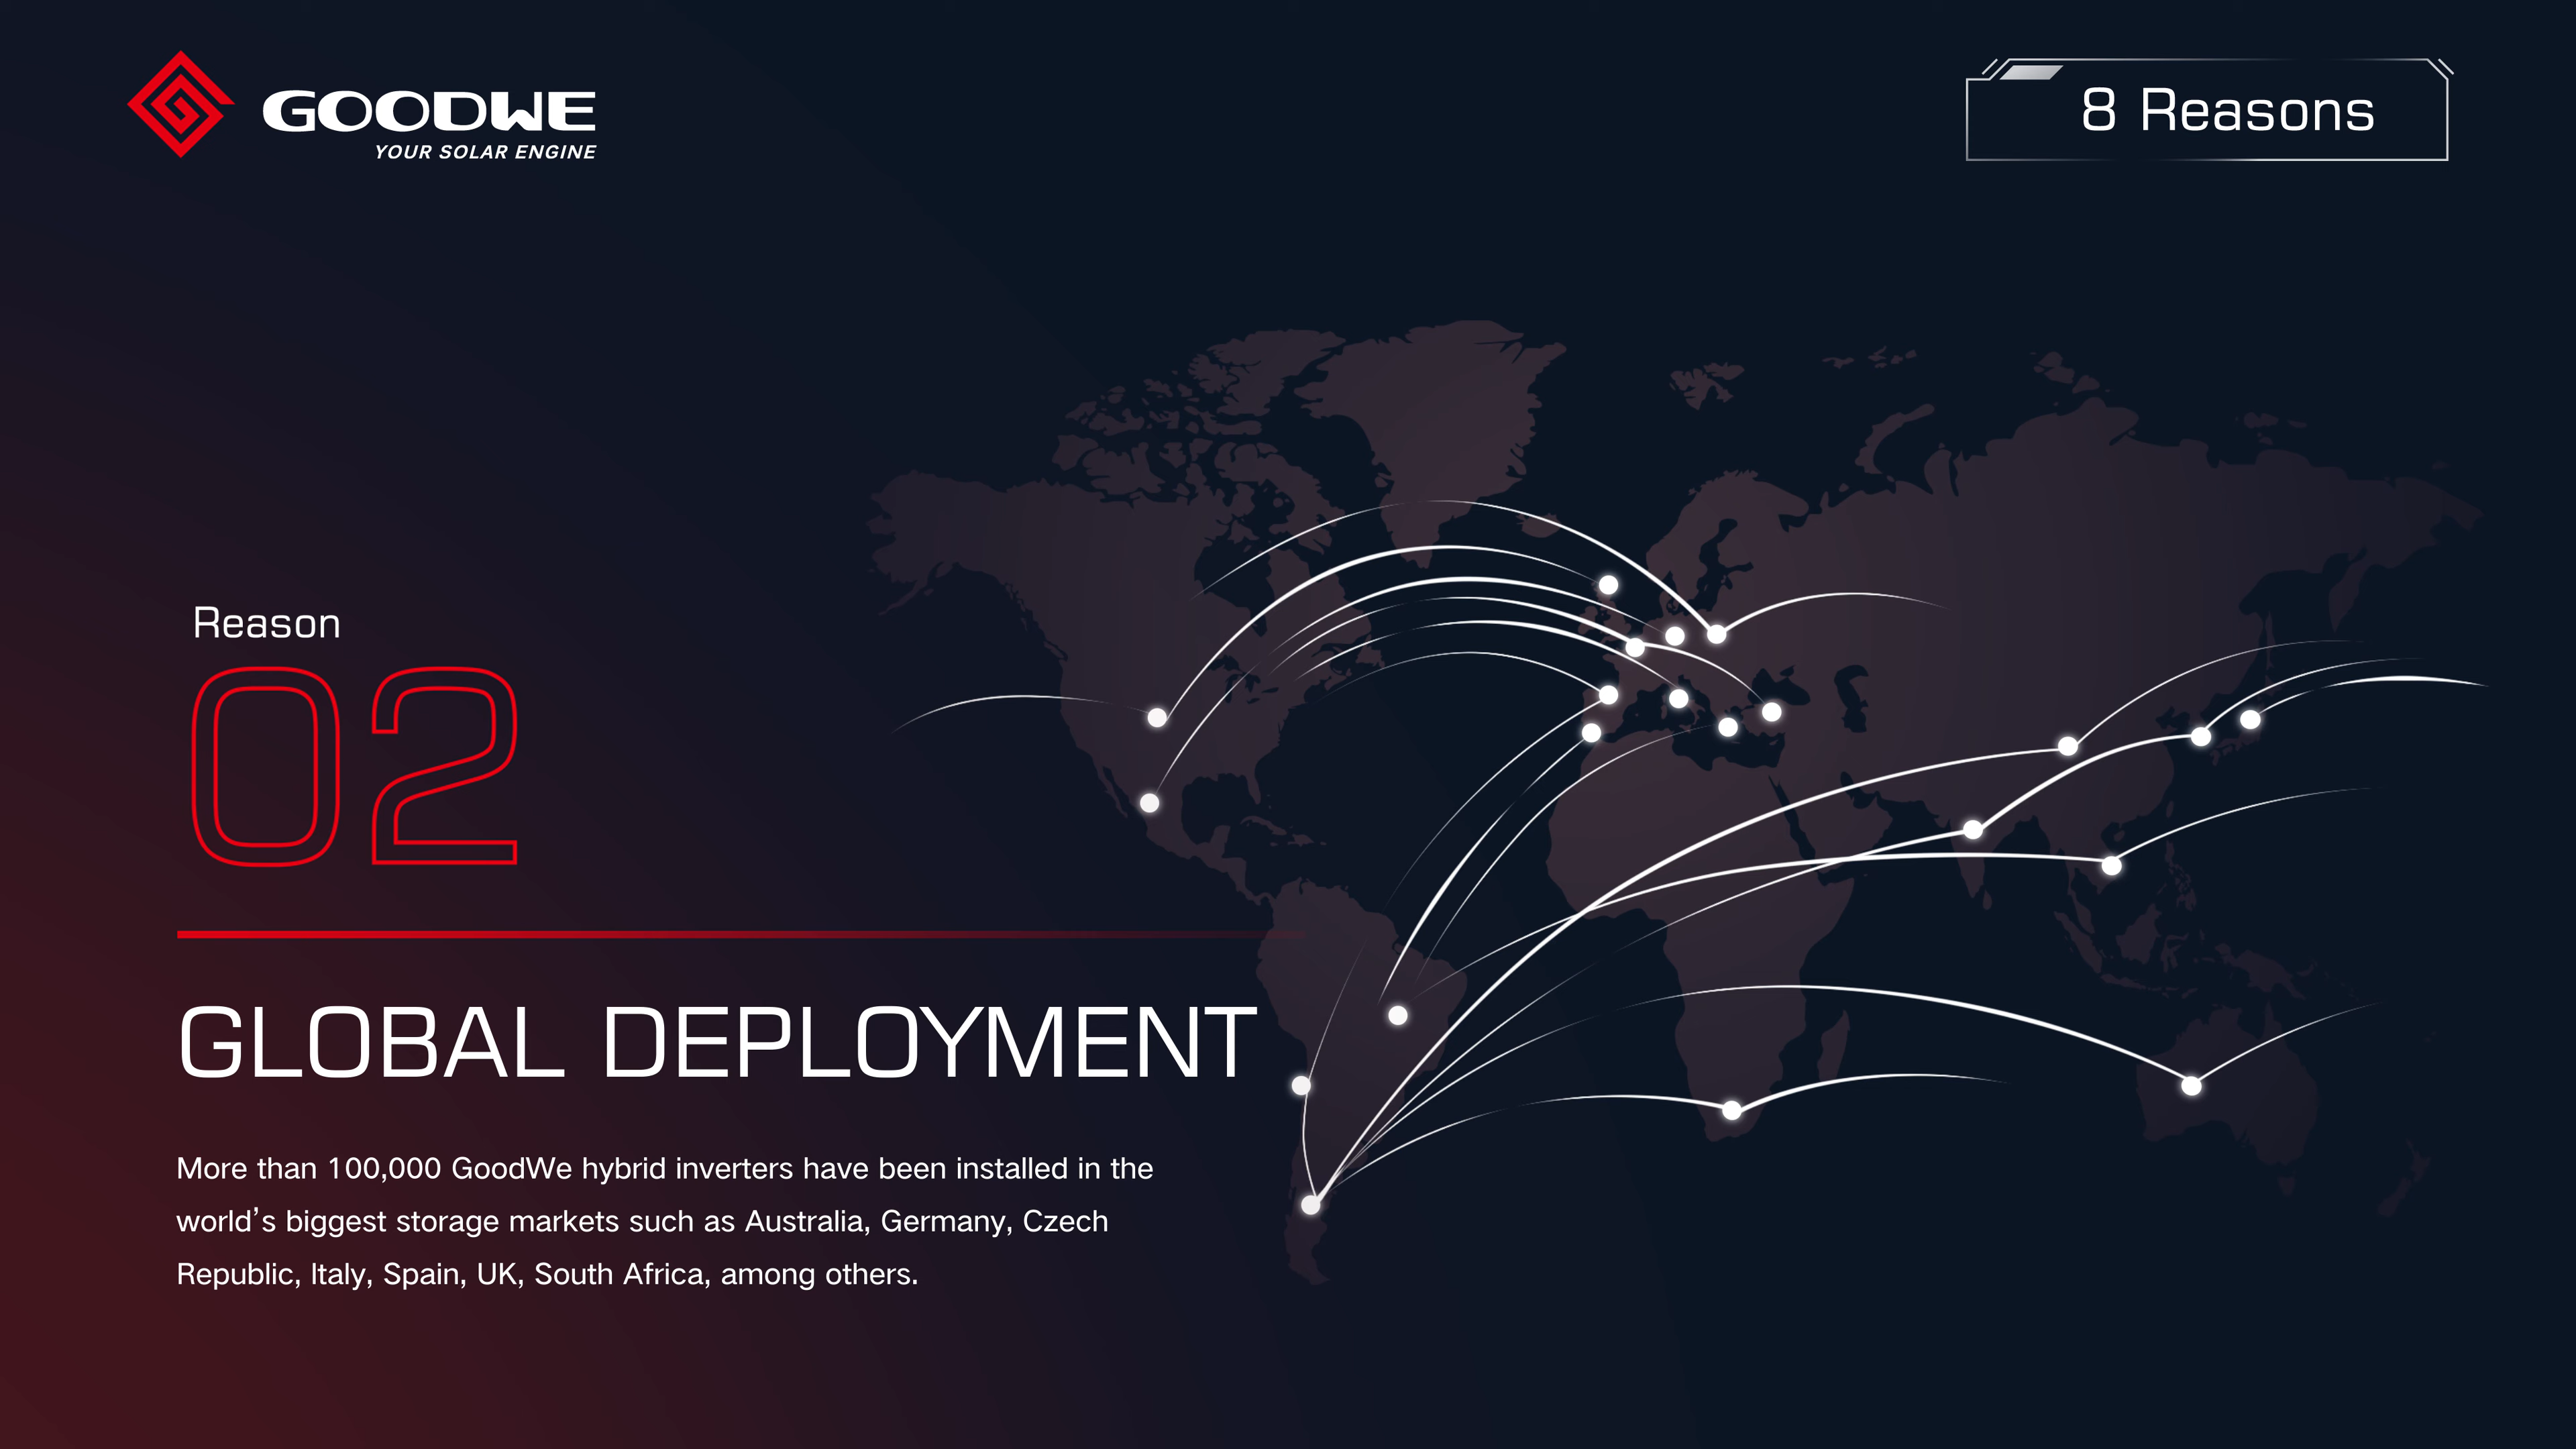 GOODWE
YOUR SOLAR ENGINE
8 Reasons
Reason
02
GLOBAL DEPLOYMENT
More than 100,000 GoodWe hybrid inverters have been installed in the
world’s biggest storage markets such as Australia, Germany, Czech
Republic, Italy, Spain, UK, South Africa, among others.